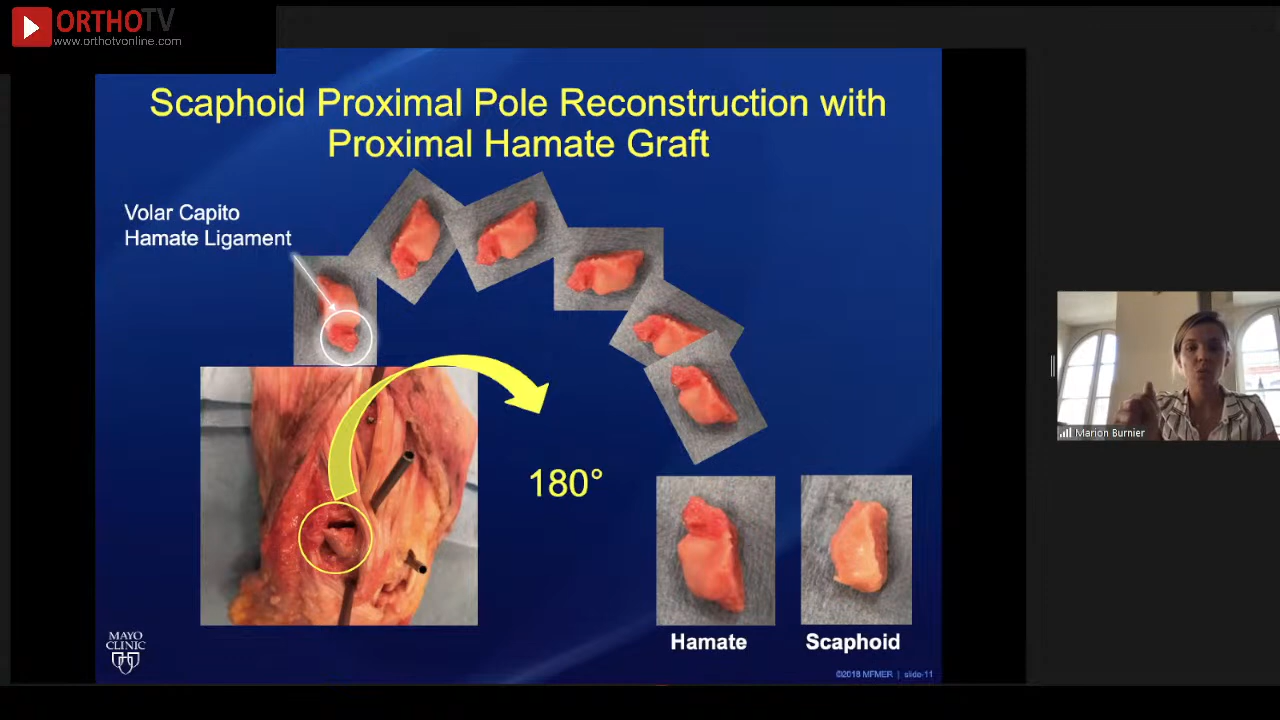 ORTHOTV
www.orthotvonline.com
Scaphoid Proximal Pole Reconstruction with
Proximal Hamate Graft
Volar Capito
Hamate Ligament
180°
Hamate
Scaphoid
MAYO
CLINIC
©2018 MFMER | slide-11
Marion Burnier